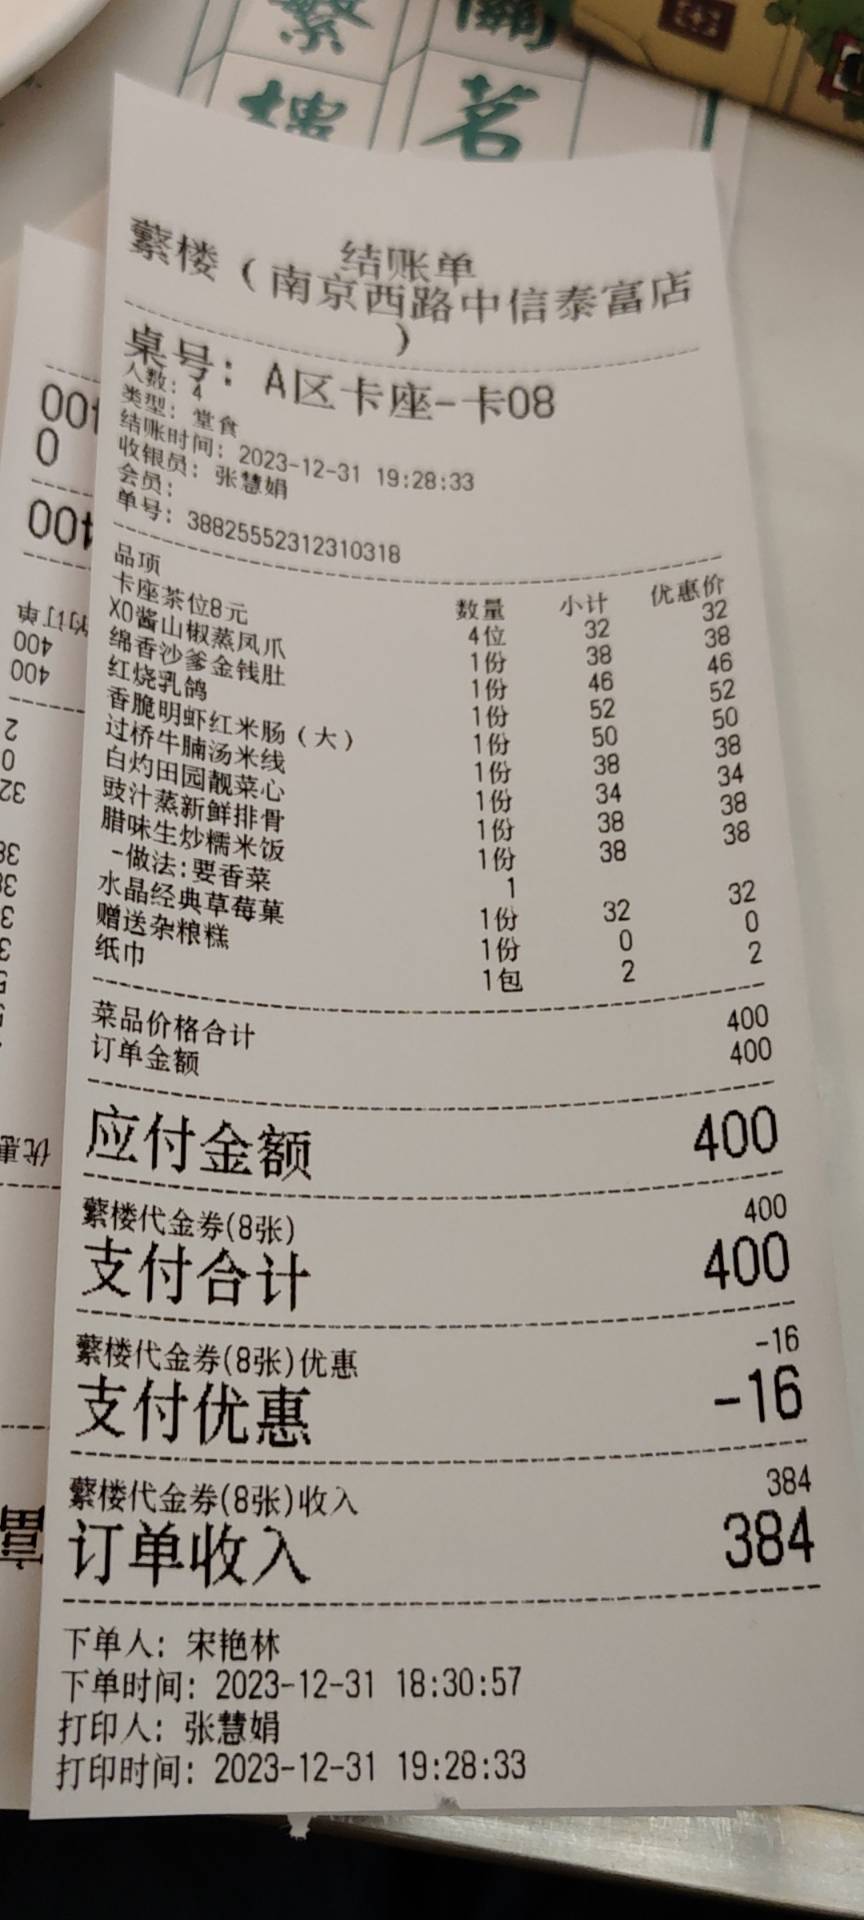 繁 關
樓 茗
结账单
蘩楼（南京西路中信泰富店
）
桌号：A区卡座-卡08
人数：4
类型：堂食
结账时间：2023-12-31 19:28:33
收银员：张慧娟
会员：
单号：388255552312310318
品项 数量 小计 优惠价
卡座茶位8元 4位 32 32
XO酱山椒蒸凤爪 1份 38 38
绵香沙爹金钱肚 1份 46 46
红烧乳鸽 1份 52 52
香脆明虾红米肠（大） 1份 50 50
过桥牛腩汤米线 1份 38 38
白灼田园靓菜心 1份 34 34
豉汁蒸新鲜排骨 1份 38 38
腊味生炒糯米饭 1份 38 38
-做法:要香菜 1
水晶经典草莓菓 1份 32 32
赠送杂粮糕 1份 0 0
纸巾 1包 2 2
菜品价格合计 400
订单金额 400
应付金额 400
蘩楼代金券(8张) 400
支付合计 400
蘩楼代金券(8张)优惠 -16
支付优惠 -16
蘩楼代金券(8张)收入 384
订单收入 384
下单人：宋艳林
下单时间：2023-12-31 18:30:57
打印人：张慧娟
打印时间：2023-12-31 19:28:33